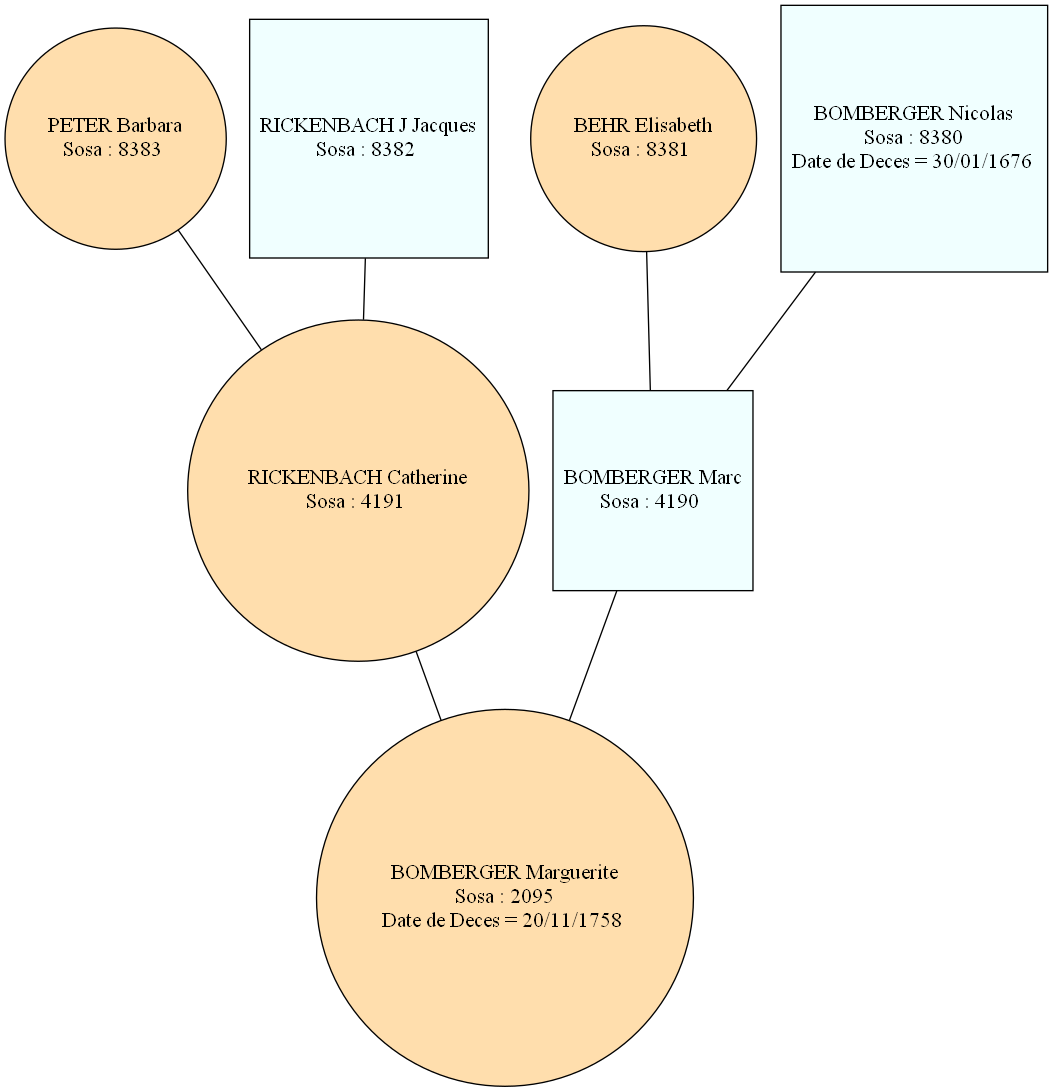 PETER Barbara
Sosa : 8383
RICKENBACH J Jacques
Sosa : 8382
BEHR Elisabeth
Sosa : 8381
BOMBERGER Nicolas
Sosa : 8380
Date de Deces = 30/01/1676
RICKENBACH Catherine
Sosa : 4191
BOMBERGER Marc
Sosa : 4190
BOMBERGER Marguerite
Sosa : 2095
Date de Deces = 20/11/1758